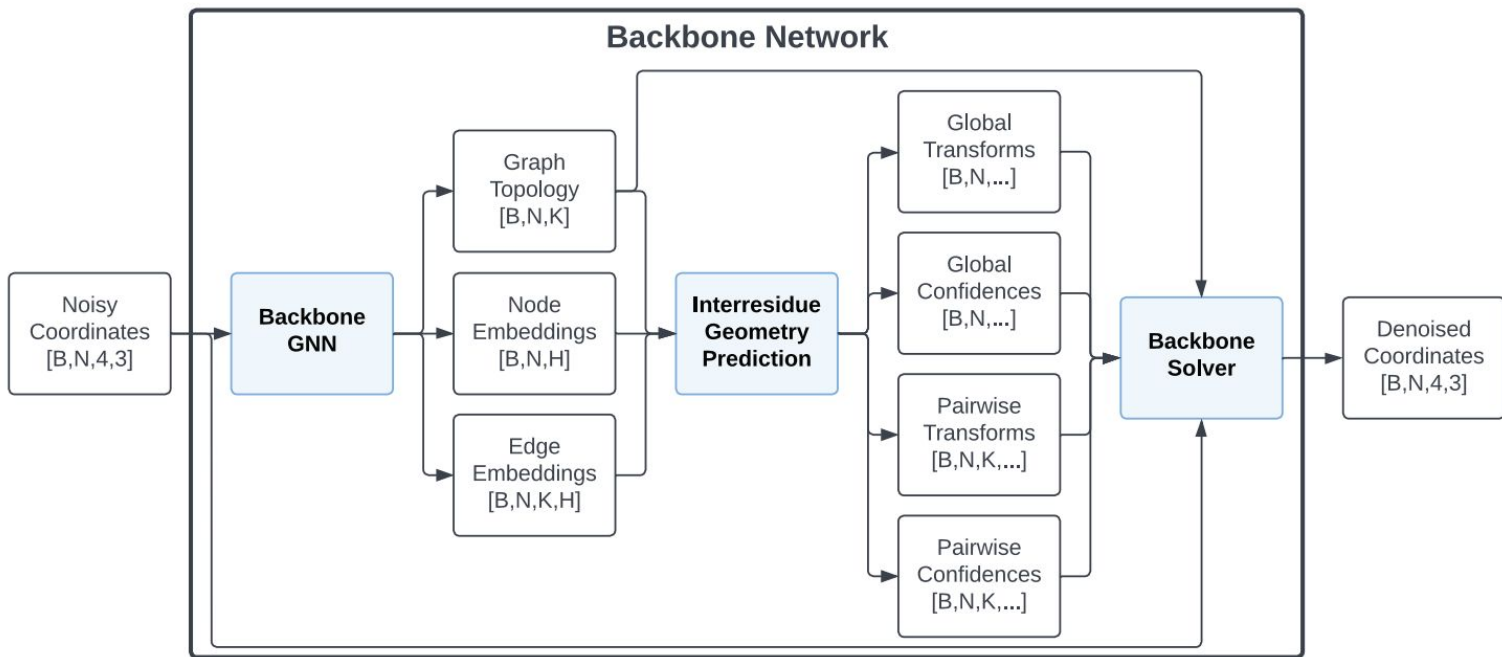 Backbone Network
Noisy
Coordinates
[B,N,4,3]
Backbone
GNN
Graph
Topology
[B,N,K]
Node
Embeddings
[B,N,H]
Edge
Embeddings
[B,N,K,H]
Interresidue
Geometry
Prediction
Global
Transforms
[B,N,...]
Global
Confidences
[B,N,...]
Pairwise
Transforms
[B,N,K,...]
Pairwise
Confidences
[B,N,K,...]
Backbone
Solver
Denoised
Coordinates
[B,N,4,3]